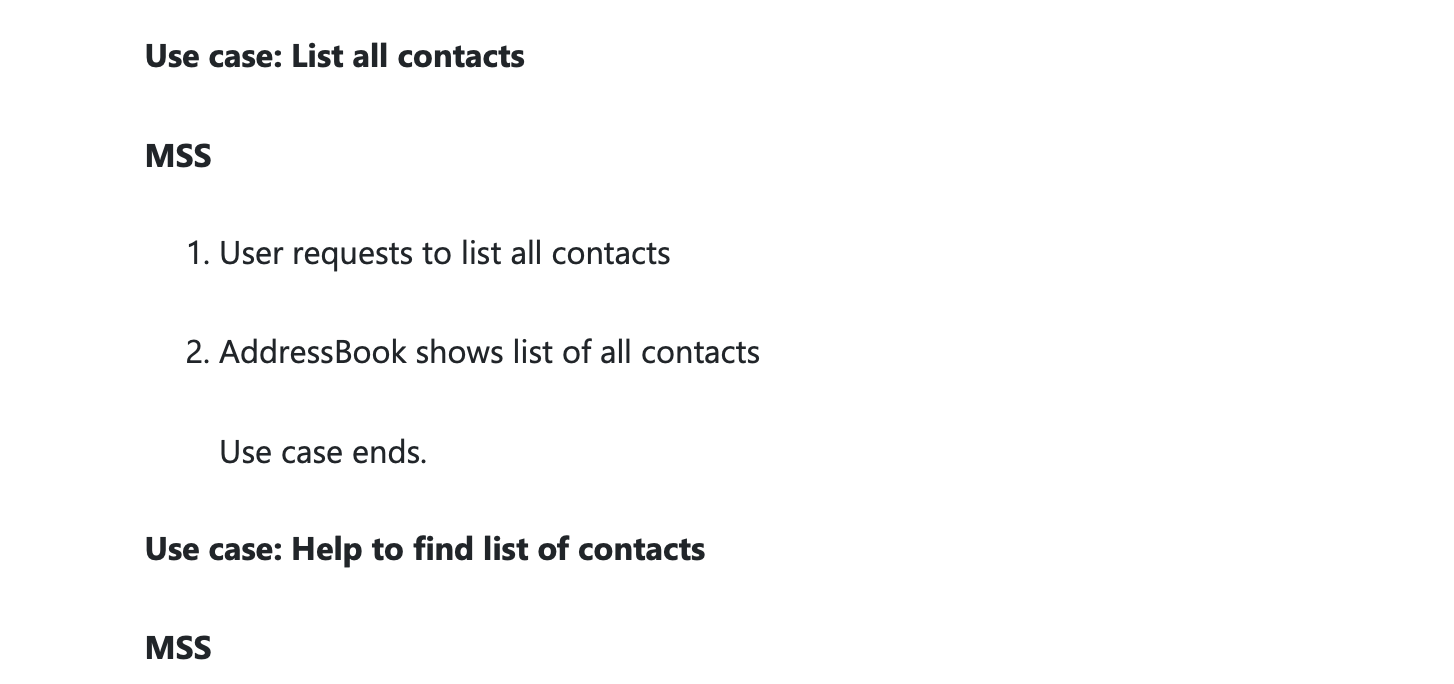 Use case: List all contacts
MSS
1. User requests to list all contacts
2. AddressBook shows list of all contacts
Use case ends.
Use case: Help to find list of contacts
MSS